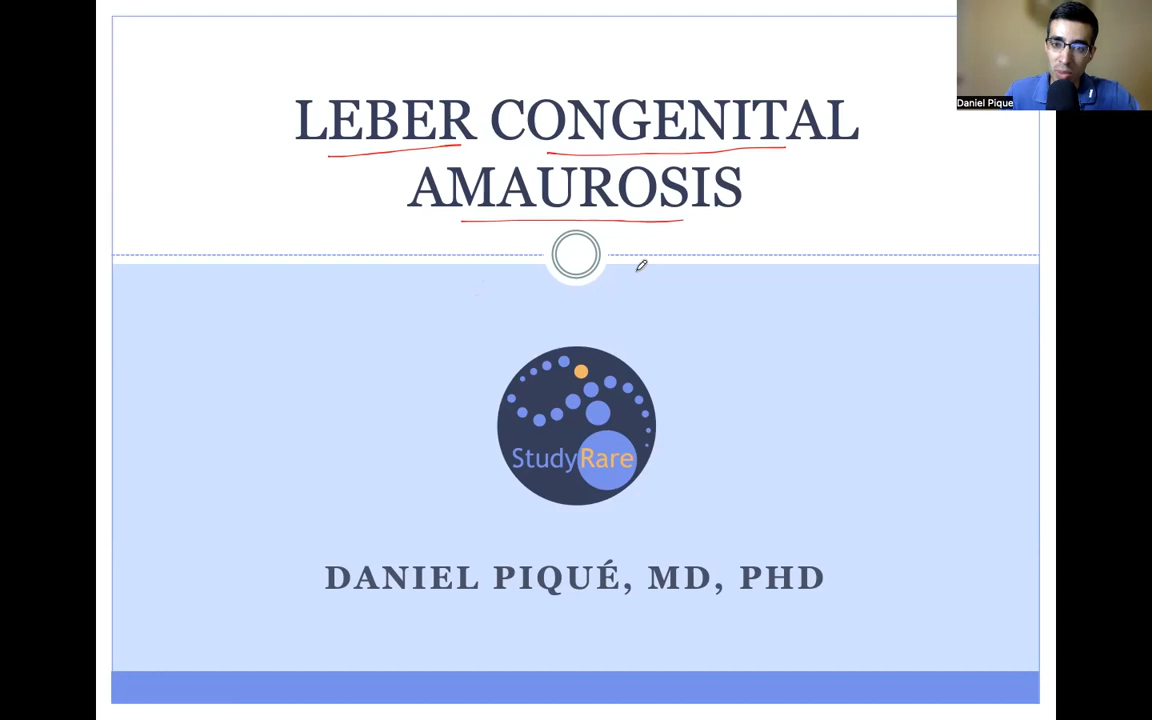 Daniel Pique
LEBER CONGENITAL
AMAUROSIS
StudyRare
DANIEL PIQUÉ, MD, PHD